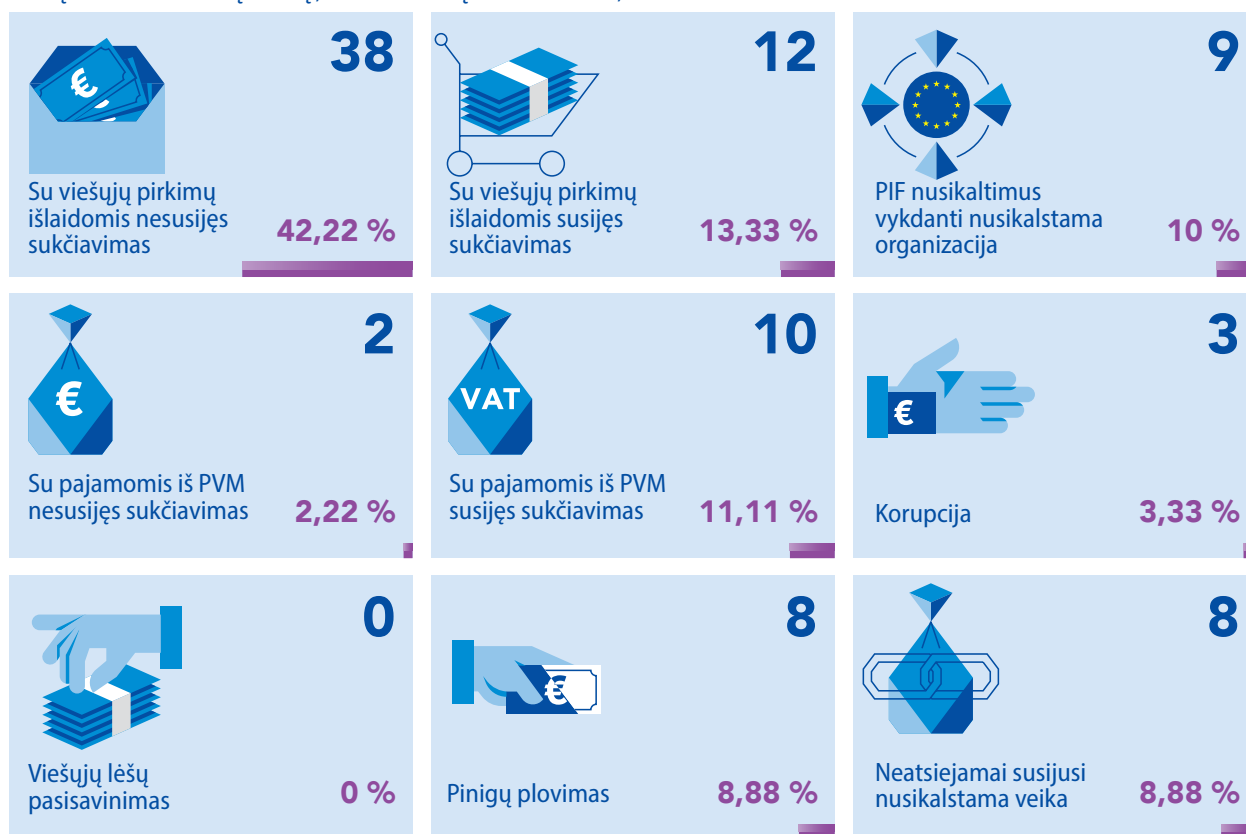 38
Su viešųjų pirkimų
išlaidomis nesusijęs
sukčiavimas
42,22 %
12
Su viešųjų pirkimų
išlaidomis susijęs
sukčiavimas
13,33 %
9
PIF nusikaltimus
vykdanti nusikalstama
organizacija
10 %
2
€
Su pajamomis iš PVM
nesusijęs sukčiavimas
2,22 %
10
VAT
Su pajamomis iš PVM
susijęs sukčiavimas
11,11 %
3
€
Korupcija
3,33 %
0
Viešųjų lėšų
pasisavinimas
0 %
8
€
Pinigų plovimas
8,88 %
8
Neatsiejamai susijusi
nusikalstama veika
8,88 %